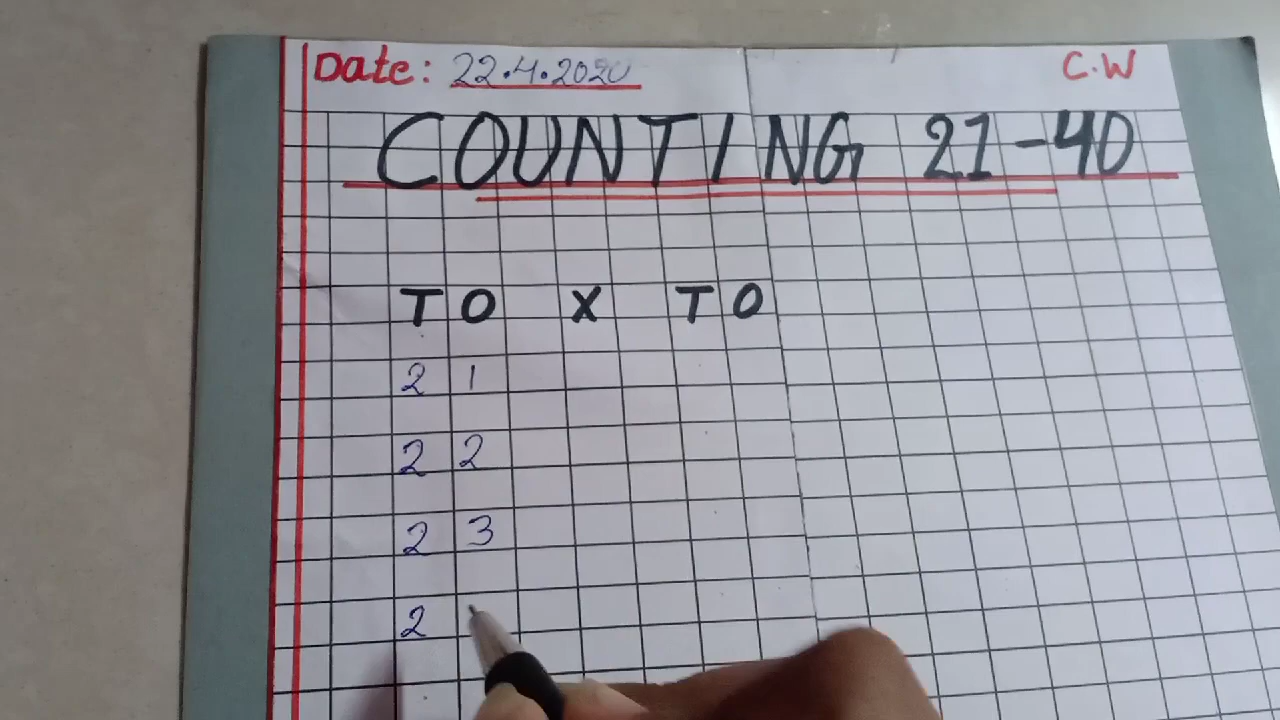 Date: 22.4.2020 C.W
COUNTING 21-40
T O X T O
2 1
2 2
2 3
2